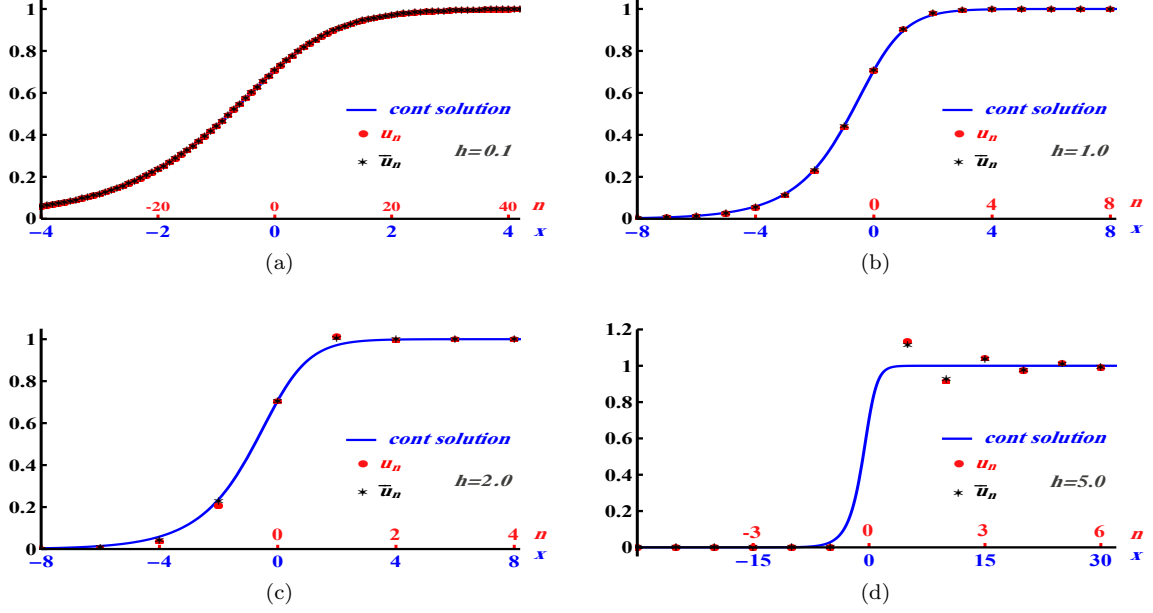 1
0.8
0.6
0.4
0.2
0
cont solution
u_n
u̅_n
h=0.1
-20 0 20 40 n
−4 −2 0 2 4 x
(a)
1
0.8
0.6
0.4
0.2
0
cont solution
u_n
u̅_n
h=1.0
0 4 8 n
−8 −4 0 4 8 x
(b)
1
0.8
0.6
0.4
0.2
0
cont solution
u_n
u̅_n
h=2.0
0 2 4 n
−8 −4 0 4 8 x
(c)
1.2
1
0.8
0.6
0.4
0.2
0
cont solution
u_n
u̅_n
h=5.0
-3 0 3 6 n
−15 0 15 30 x
(d)